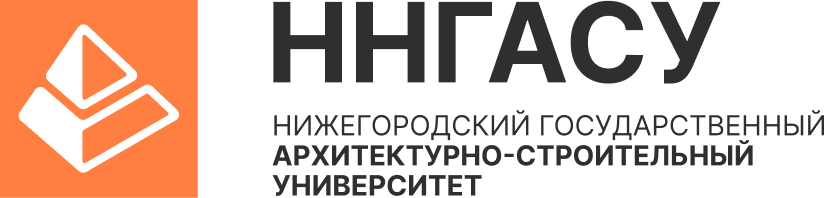 ННГАСУ
НИЖЕГОРОДСКИЙ ГОСУДАРСТВЕННЫЙ
АРХИТЕКТУРНО-СТРОИТЕЛЬНЫЙ
УНИВЕРСИТЕТ